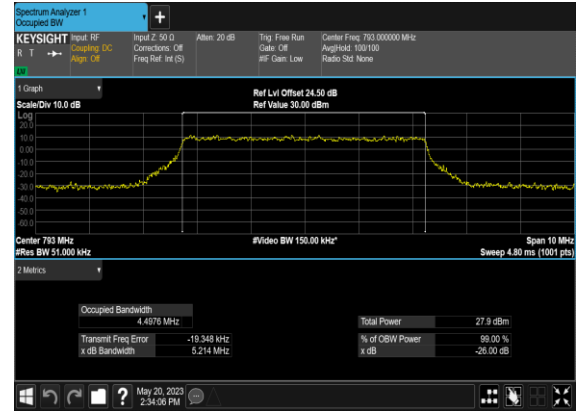 Spectrum Analyzer 1
Occupied BW
+
KEYSIGHT Input: RF Input Z: 50 Ω Atten: 20 dB Trig: Free Run Center Freq: 793.000000 MHz
R T Coupling: DC Corrections: Off Gate: Off Avg|Hold: 100/100
Align: Off Freq Ref: Int (S) #IF Gain: Low Radio Std: None
LV
1 Graph
Ref Lvl Offset 24.50 dB
Scale/Div 10.0 dB Ref Value 30.00 dBm
Log
20.0
10.0
0.00
-10.0
-20.0
-30.0
-40.0
-50.0
-60.0
Center 793 MHz #Video BW 150.00 kHz* Span 10 MHz
#Res BW 51.000 kHz Sweep 4.80 ms (1001 pts)
2 Metrics
Occupied Bandwidth
4.4976 MHz Total Power 27.9 dBm
Transmit Freq Error -19.348 kHz % of OBW Power 99.00 %
x dB Bandwidth 5.214 MHz x dB -26.00 dB
? May 20, 2023
2:34:06 PM